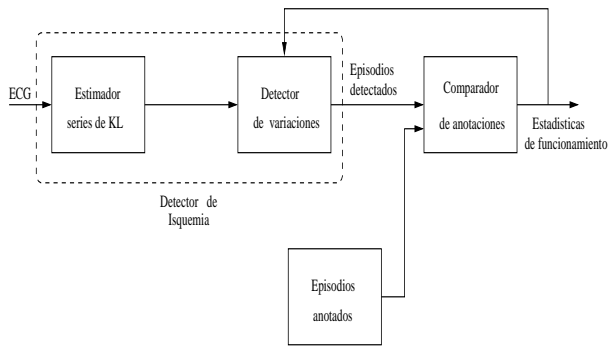 ECG
Estimador
series de KL
Detector
de variaciones
Episodios
detectados
Comparador
de anotaciones
Estadisticas
de funcionamiento
Detector de
Isquemia
Episodios
anotados